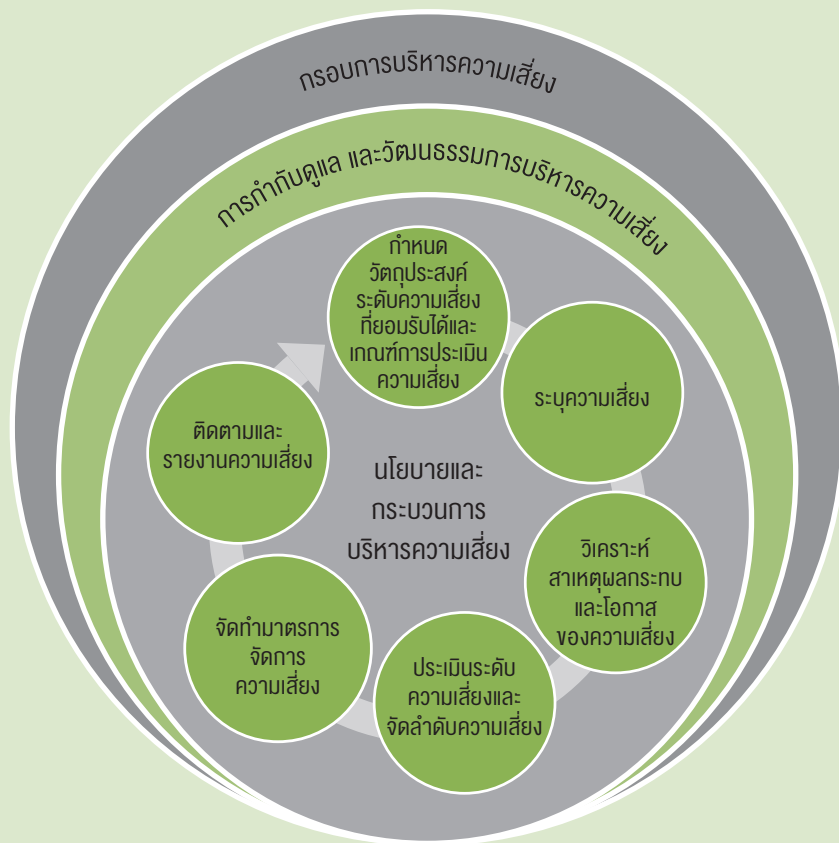 กรอบการบริหารความเสี่ยง
การกำกับดูแล และวัฒนธรรมการบริหารความเสี่ยง
กำหนด
วัตถุประสงค์
ระดับความเสี่ยง
ที่ยอมรับได้และ
เกณฑ์การประเมิน
ความเสี่ยง
ระบุความเสี่ยง
วิเคราะห์
สาเหตุผลกระทบ
และโอกาส
ของความเสี่ยง
ประเมินระดับ
ความเสี่ยงและ
จัดลำดับความเสี่ยง
จัดทำมาตรการ
จัดการ
ความเสี่ยง
ติดตามและ
รายงานความเสี่ยง
นโยบายและ
กระบวนการ
บริหารความเสี่ยง